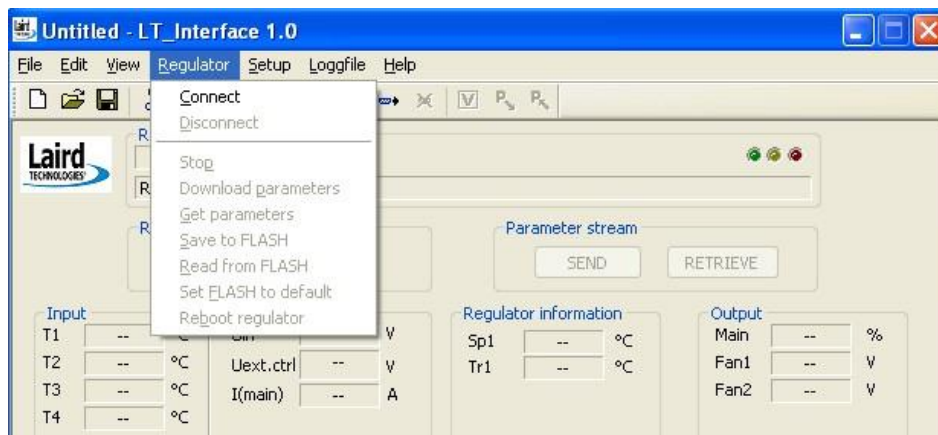 Untitled - LT_Interface 1.0
File Edit View Regulator Setup Loggfile Help
Connect
Disconnect
Stop
Download parameters
Get parameters
Save to FLASH
Read from FLASH
Set FLASH to default
Reboot regulator
V P P
Laird
TECHNOLOGIES
R
R
R
Parameter stream
SEND RETRIEVE
Input
T1 -- °C
T2 -- °C
T3 -- °C
T4 -- °C
-- V
Uext.ctrl -- V
I(main) -- A
Regulator information
Sp1 -- °C
Tr1 -- °C
Output
Main -- %
Fan1 -- V
Fan2 -- V